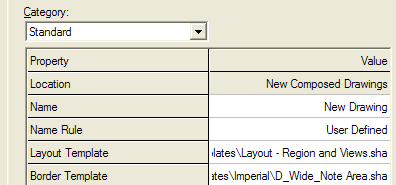 Category:
Standard
Property Value
Location New Composed Drawings
Name New Drawing
Name Rule User Defined
Layout Template lates\Layout - Region and Views.sha
Border Template ates\Imperial\D_Wide_Note Area.sha